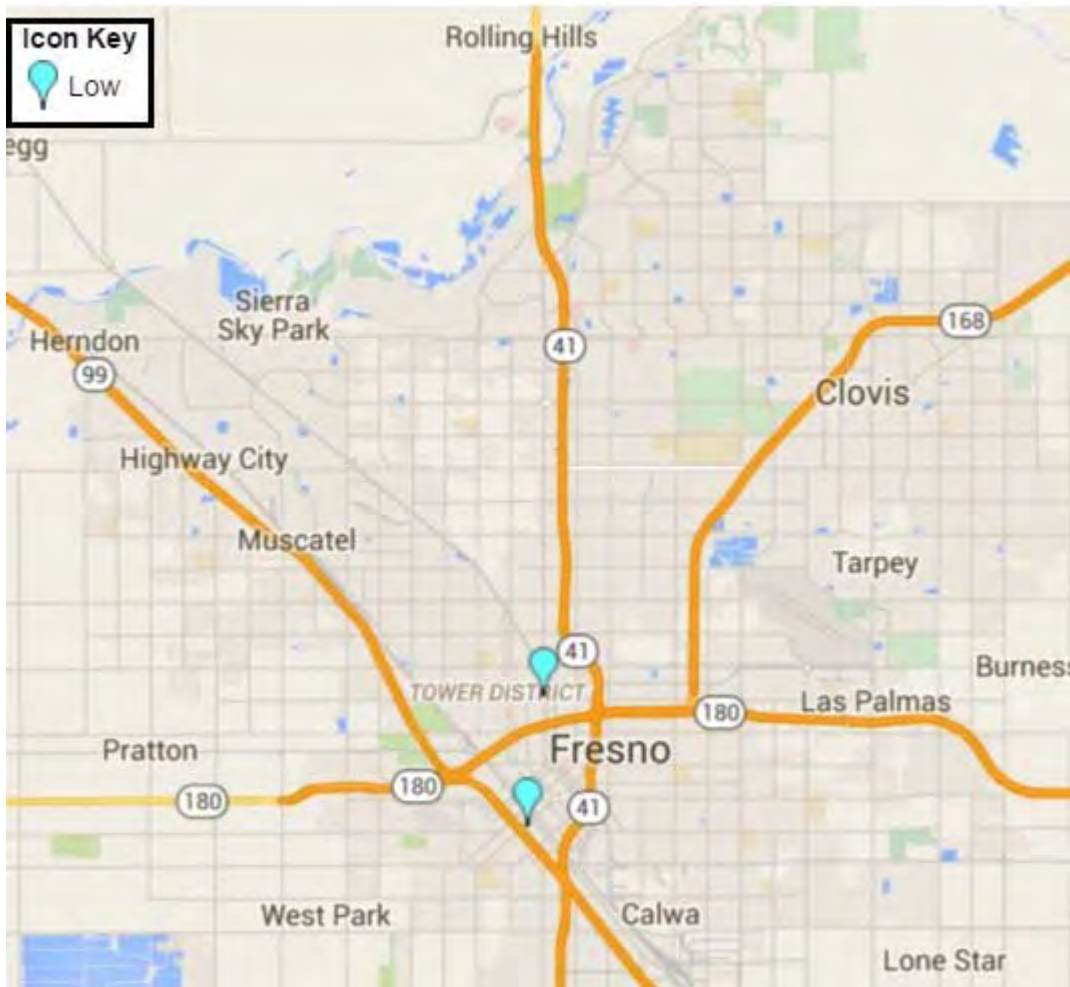 Icon Key
Low
Rolling Hills
egg
Sierra
Sky Park
168
Herndon
41
99
Clovis
Highway City
Muscatel
Tarpey
41
Burness
TOWER DISTRICT
Las Palmas
180
Pratton
Fresno
180
180
41
West Park
Calwa
Lone Star